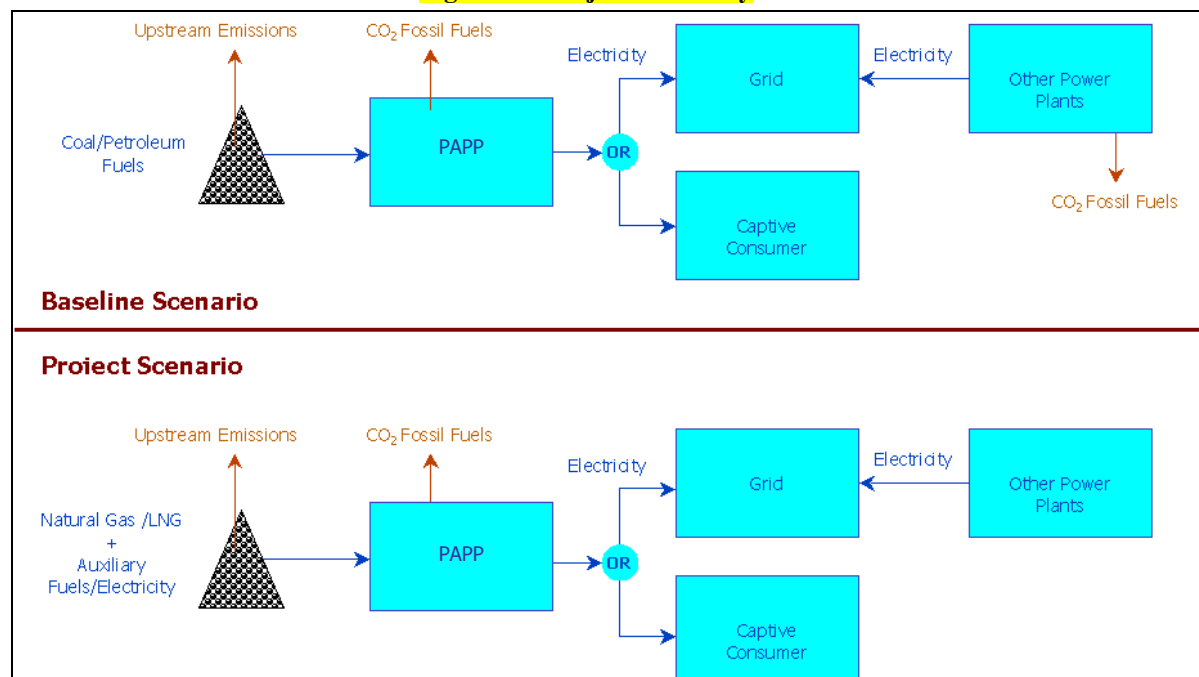 Upstream Emissions
CO₂ Fossil Fuels
Electricity
Electricity
Grid
Other Power
Plants
Coal/Petroleum
Fuels
PAPP
OR
Captive
Consumer
CO₂ Fossil Fuels
Baseline Scenario
Project Scenario
Upstream Emissions
CO₂ Fossil Fuels
Electricity
Electricity
Grid
Other Power
Plants
Natural Gas /LNG
+
Auxiliary
Fuels/Electricity
PAPP
OR
Captive
Consumer